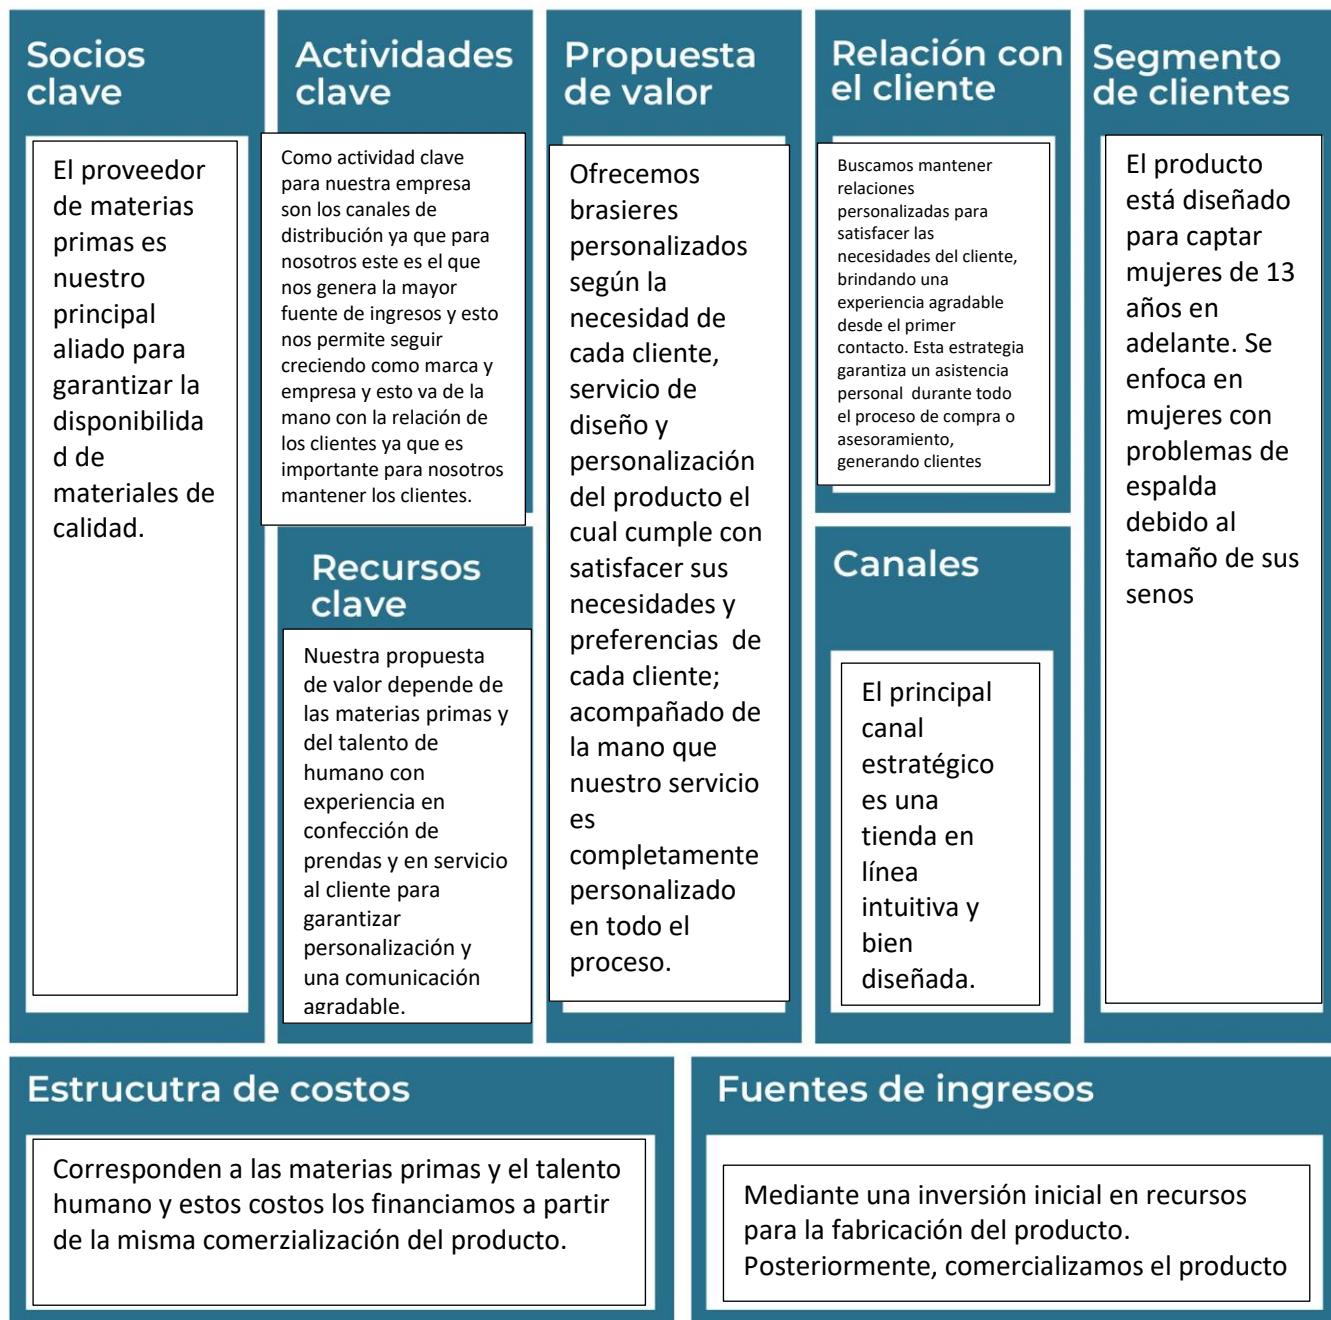 Socios
clave
El proveedor
de materias
primas es
nuestro
principal
aliado para
garantizar la
disponibilida
d de
materiales de
calidad.
Actividades
clave
Como actividad clave
para nuestra empresa
son los canales de
distribución ya que para
nosotros este es el que
nos genera la mayor
fuente de ingresos y esto
nos permite seguir
creciendo como marca y
empresa y esto va de la
mano con la relación de
los clientes ya que es
importante para nosotros
mantener los clientes.
Recursos
clave
Nuestra propuesta
de valor depende de
las materias primas y
del talento de
humano con
experiencia en
confección de
prendas y en servicio
al cliente para
garantizar
personalización y
una comunicación
agradable.
Propuesta
de valor
Ofrecemos
brasieres
personalizados
según la
necesidad de
cada cliente,
servicio de
diseño y
personalización
del producto el
cual cumple con
satisfacer sus
necesidades y
preferencias de
cada cliente;
acompañado de
la mano que
nuestro servicio
es
completamente
personalizado
en todo el
proceso.
Relación con
el cliente
Buscamos mantener
relaciones
personalizadas para
satisfacer las
necesidades del cliente,
brindando una
experiencia agradable
desde el primer
contacto. Esta estrategia
garantiza un asistencia
personal durante todo
el proceso de compra o
asesoramiento,
generando clientes
Canales
El principal
canal
estratégico
es una
tienda en
línea
intuitiva y
bien
diseñada.
Segmento
de clientes
El producto
está diseñado
para captar
mujeres de 13
años en
adelante. Se
enfoca en
mujeres con
problemas de
espalda
debido al
tamaño de sus
senos
Estrucutra de costos
Corresponden a las materias primas y el talento
humano y estos costos los financiamos a partir
de la misma comerzialización del producto.
Fuentes de ingresos
Mediante una inversión inicial en recursos
para la fabricación del producto.
Posteriormente, comercializamos el producto